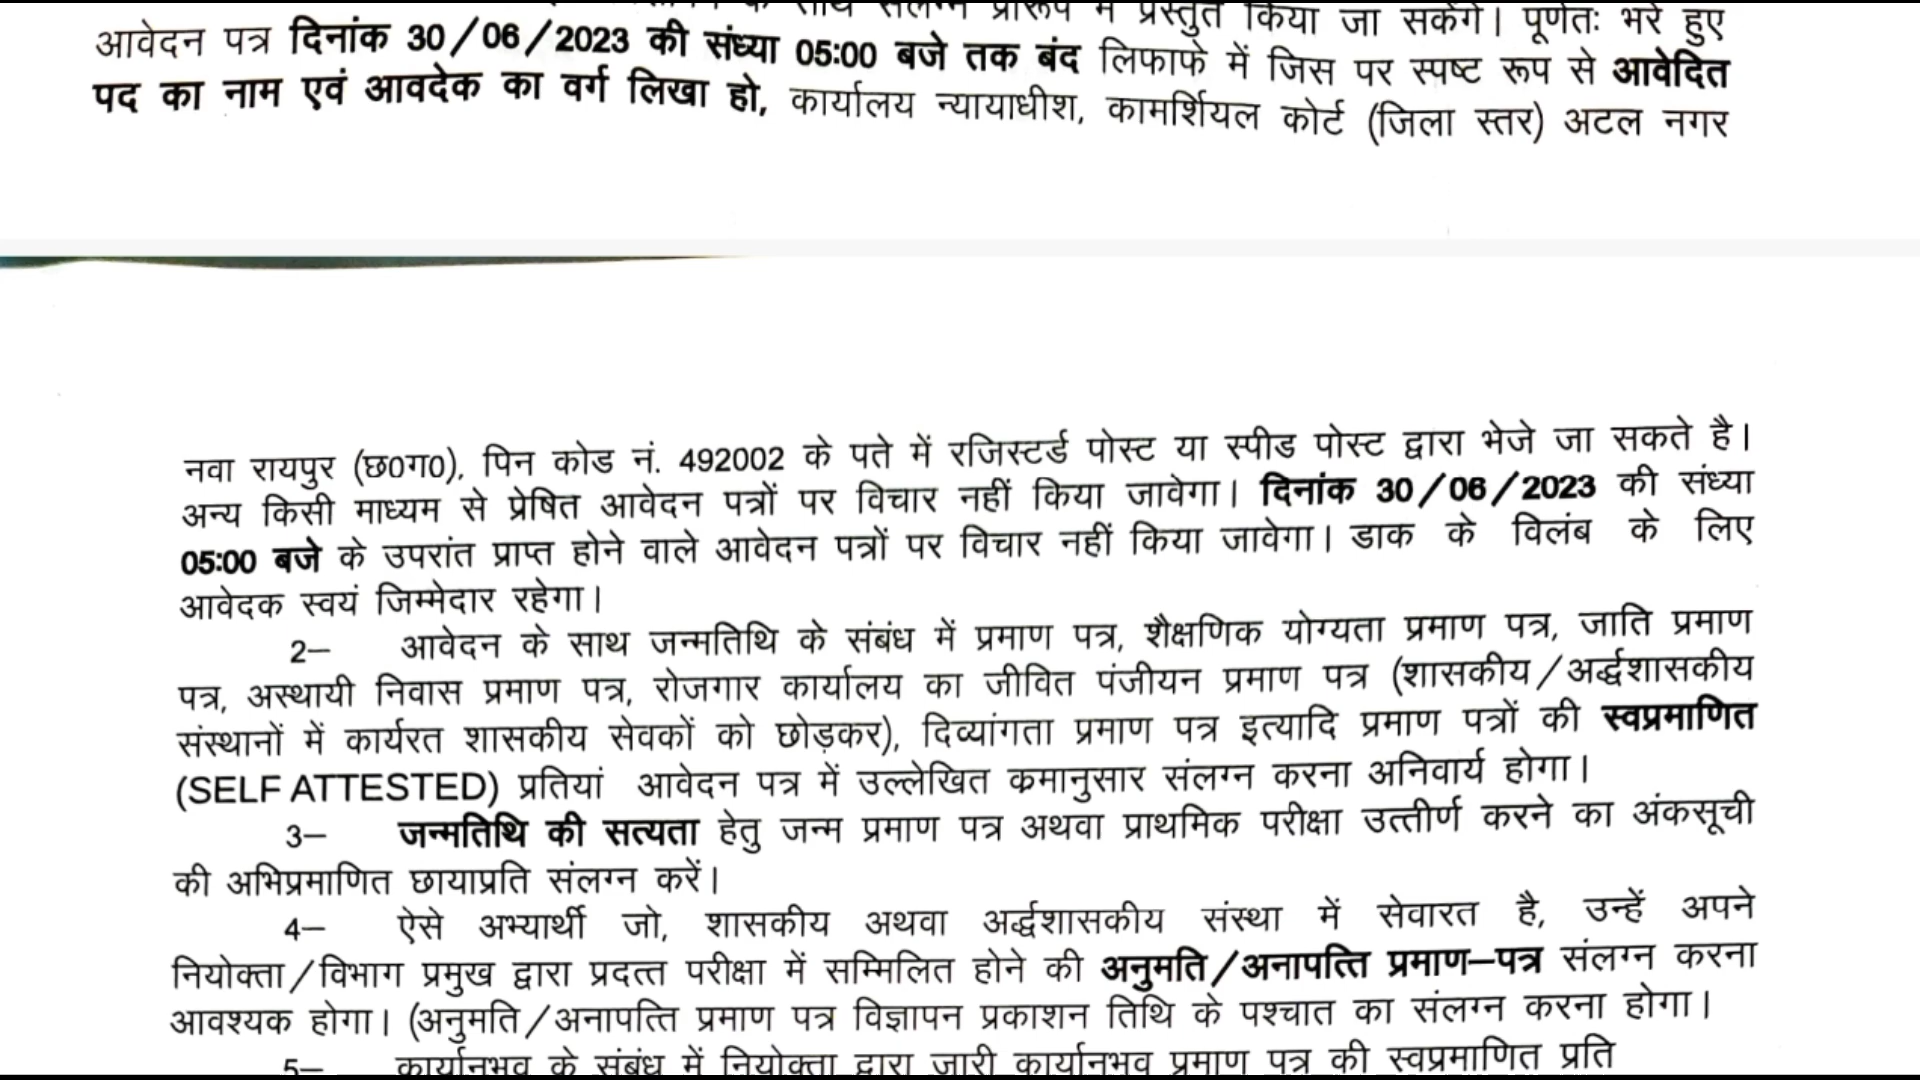 के साथ संलग्न प्रारूप में प्रस्तुत किया जा सकेंगे। पूर्णतः भरे हुए
आवेदन पत्र दिनांक 30/06/2023 की संध्या 05:00 बजे तक बंद लिफाफे में जिस पर स्पष्ट रूप से आवेदित
पद का नाम एवं आवदेक का वर्ग लिखा हो, कार्यालय न्यायाधीश, कामर्शियल कोर्ट (जिला स्तर) अटल नगर
नवा रायपुर (छ0ग0), पिन कोड नं. 492002 के पते में रजिस्टर्ड पोस्ट या स्पीड पोस्ट द्वारा भेजे जा सकते है।
अन्य किसी माध्यम से प्रेषित आवेदन पत्रों पर विचार नहीं किया जावेगा। दिनांक 30/06/2023 की संध्या
05:00 बजे के उपरांत प्राप्त होने वाले आवेदन पत्रों पर विचार नहीं किया जावेगा। डाक के विलंब के लिए
आवेदक स्वयं जिम्मेदार रहेगा।
2– आवेदन के साथ जन्मतिथि के संबंध में प्रमाण पत्र, शैक्षणिक योग्यता प्रमाण पत्र, जाति प्रमाण
पत्र, अस्थायी निवास प्रमाण पत्र, रोजगार कार्यालय का जीवित पंजीयन प्रमाण पत्र (शासकीय/अर्द्धशासकीय
संस्थानों में कार्यरत शासकीय सेवकों को छोड़कर), दिव्यांगता प्रमाण पत्र इत्यादि प्रमाण पत्रों की स्वप्रमाणित
(SELF ATTESTED) प्रतियां आवेदन पत्र में उल्लेखित क्रमानुसार संलग्न करना अनिवार्य होगा।
3– जन्मतिथि की सत्यता हेतु जन्म प्रमाण पत्र अथवा प्राथमिक परीक्षा उत्तीर्ण करने का अंकसूची
की अभिप्रमाणित छायाप्रति संलग्न करें।
4– ऐसे अभ्यार्थी जो, शासकीय अथवा अर्द्धशासकीय संस्था में सेवारत है, उन्हें अपने
नियोक्ता/विभाग प्रमुख द्वारा प्रदत्त परीक्षा में सम्मिलित होने की अनुमति/अनापत्ति प्रमाण–पत्र संलग्न करना
आवश्यक होगा। (अनुमति/अनापत्ति प्रमाण पत्र विज्ञापन प्रकाशन तिथि के पश्चात का संलग्न करना होगा।
5– कार्यानुभव के संबंध में नियोक्ता द्वारा जारी कार्यानुभव प्रमाण पत्र की स्वप्रमाणित प्रति